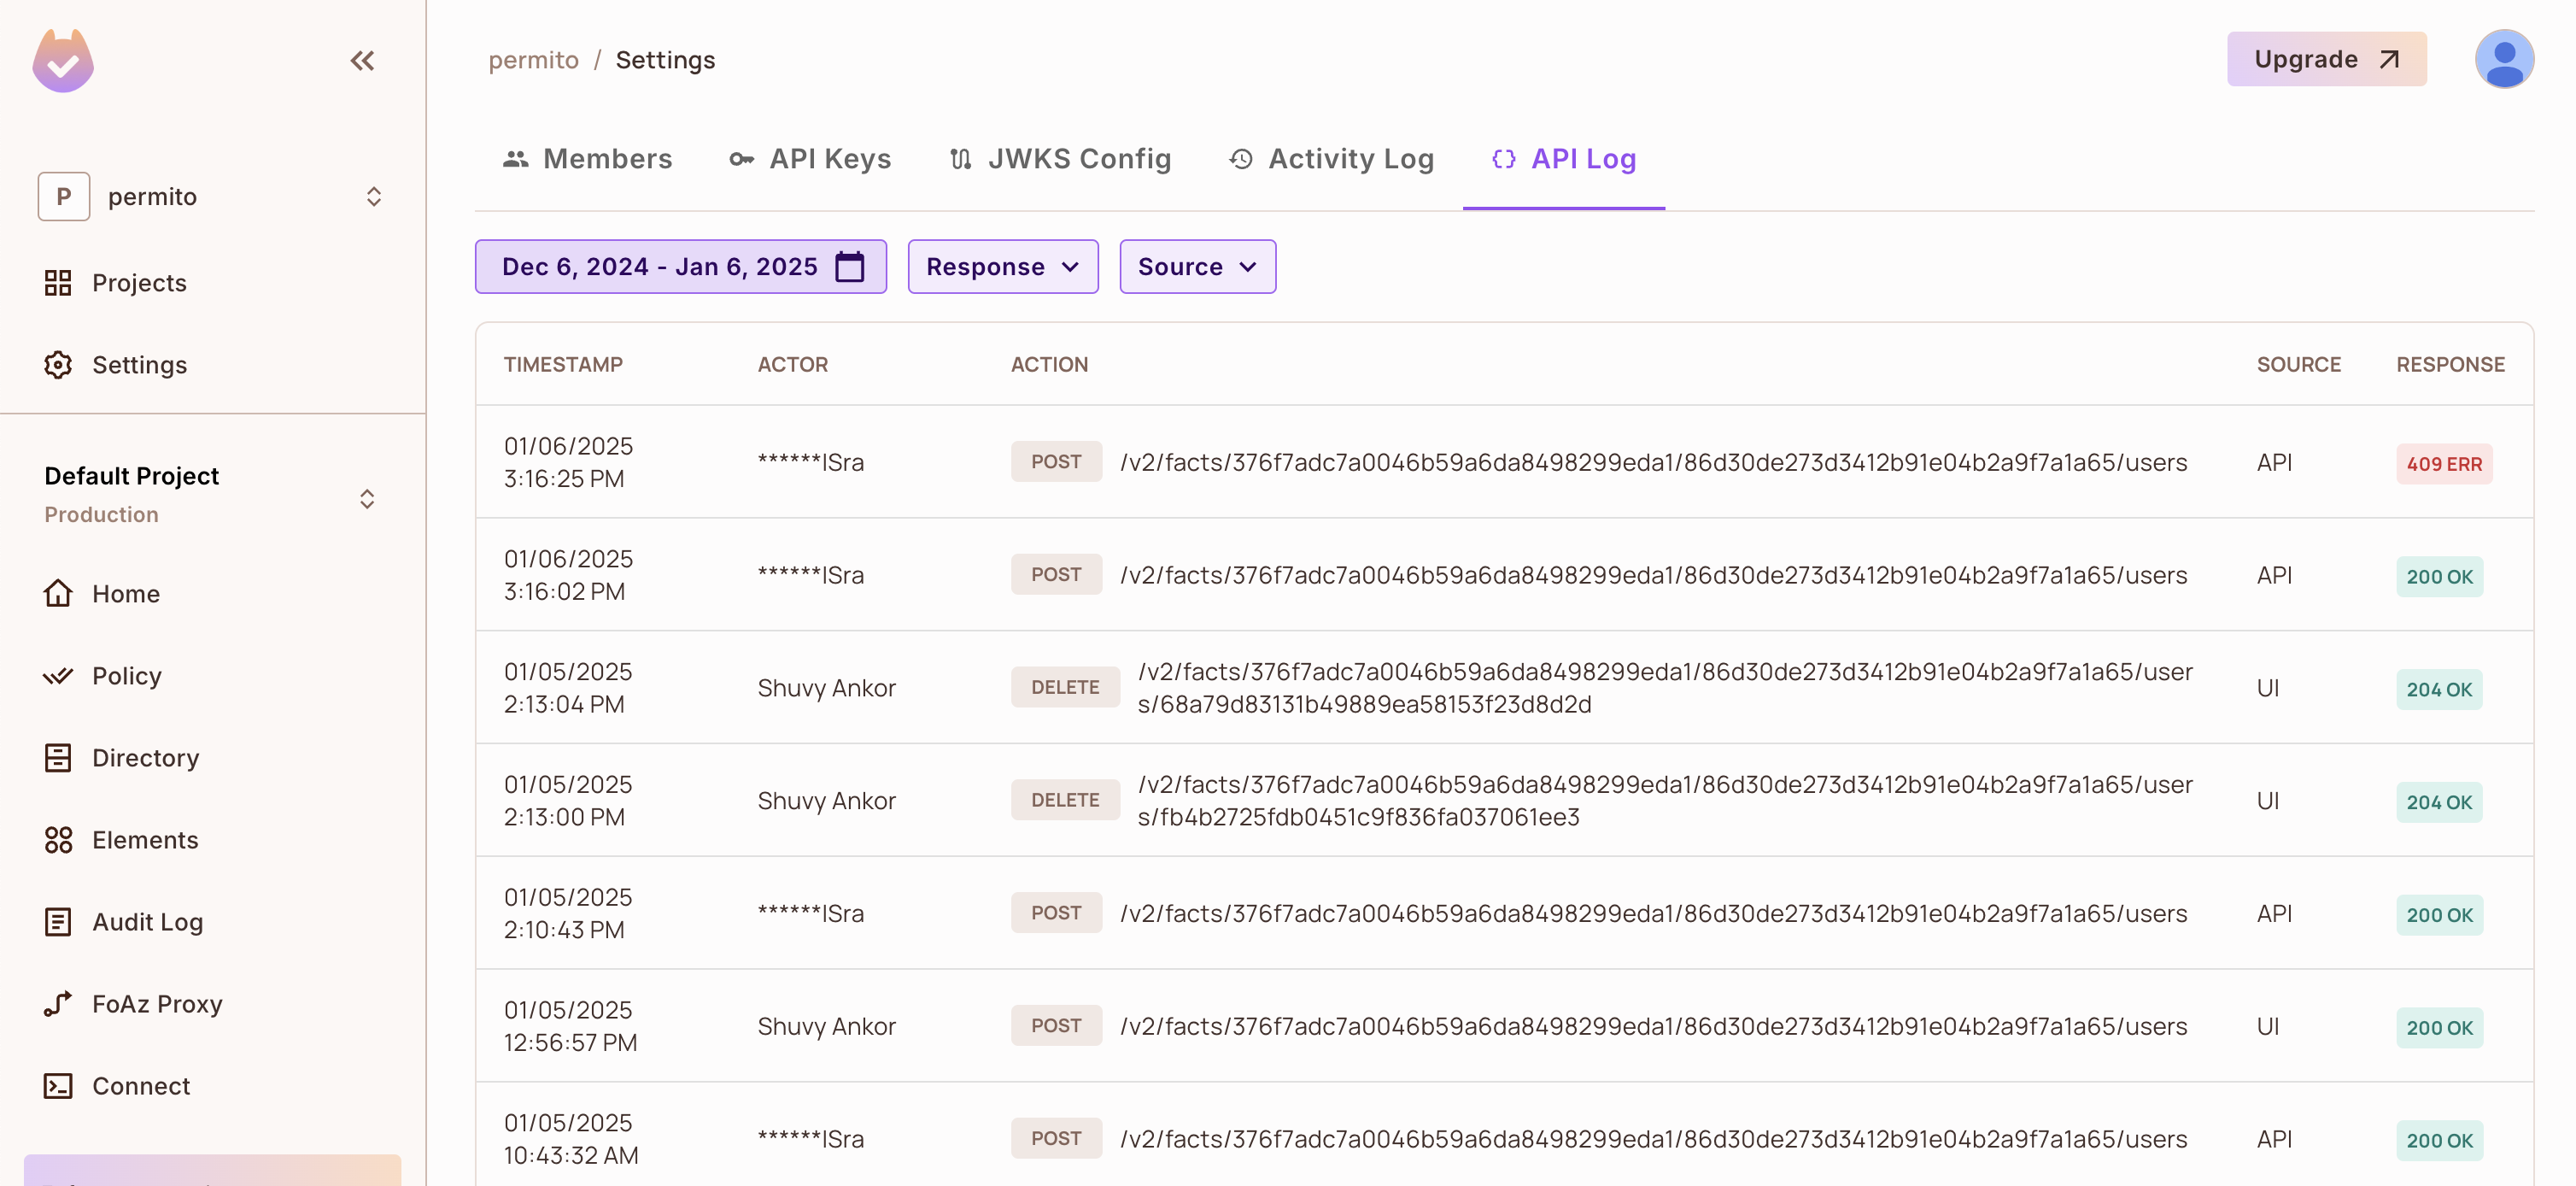 permito / Settings
Upgrade
P permito
Projects
Settings
Default Project
Production
Home
Policy
Directory
Elements
Audit Log
FoAz Proxy
Connect
Members API Keys JWKS Config Activity Log API Log
Dec 6, 2024 - Jan 6, 2025 Response Source
TIMESTAMP ACTOR ACTION SOURCE RESPONSE
01/06/2025
3:16:25 PM
******lSra
POST /v2/facts/376f7adc7a0046b59a6da8498299eda1/86d30de273d3412b91e04b2a9f7a1a65/users
API
409 ERR
01/06/2025
3:16:02 PM
******lSra
POST /v2/facts/376f7adc7a0046b59a6da8498299eda1/86d30de273d3412b91e04b2a9f7a1a65/users
API
200 OK
01/05/2025
2:13:04 PM
Shuvy Ankor
DELETE /v2/facts/376f7adc7a0046b59a6da8498299eda1/86d30de273d3412b91e04b2a9f7a1a65/user
s/68a79d83131b49889ea58153f23d8d2d
UI
204 OK
01/05/2025
2:13:00 PM
Shuvy Ankor
DELETE /v2/facts/376f7adc7a0046b59a6da8498299eda1/86d30de273d3412b91e04b2a9f7a1a65/user
s/fb4b2725fdb0451c9f836fa037061ee3
UI
204 OK
01/05/2025
2:10:43 PM
******lSra
POST /v2/facts/376f7adc7a0046b59a6da8498299eda1/86d30de273d3412b91e04b2a9f7a1a65/users
API
200 OK
01/05/2025
12:56:57 PM
Shuvy Ankor
POST /v2/facts/376f7adc7a0046b59a6da8498299eda1/86d30de273d3412b91e04b2a9f7a1a65/users
UI
200 OK
01/05/2025
10:43:32 AM
******lSra
POST /v2/facts/376f7adc7a0046b59a6da8498299eda1/86d30de273d3412b91e04b2a9f7a1a65/users
API
200 OK